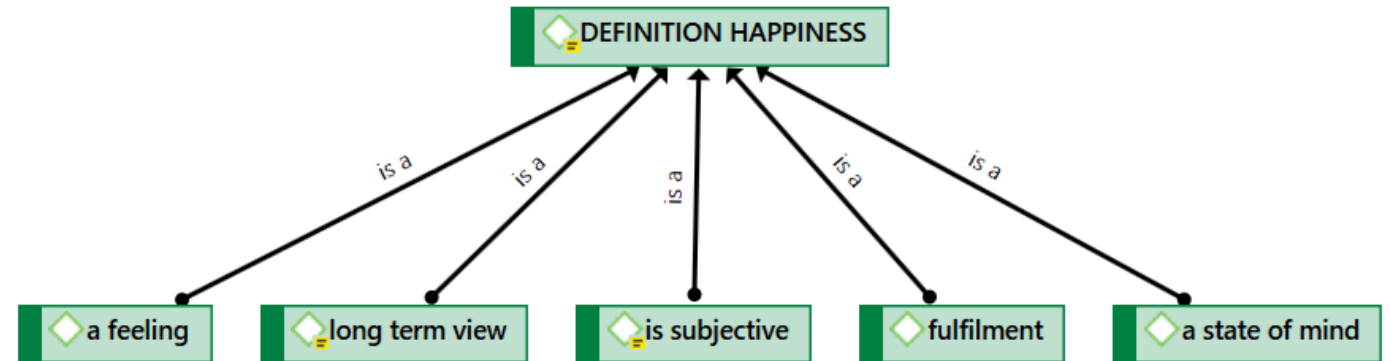 DEFINITION HAPPINESS
is a
is a
is a
is a
is a
a feeling
long term view
is subjective
fulfilment
a state of mind